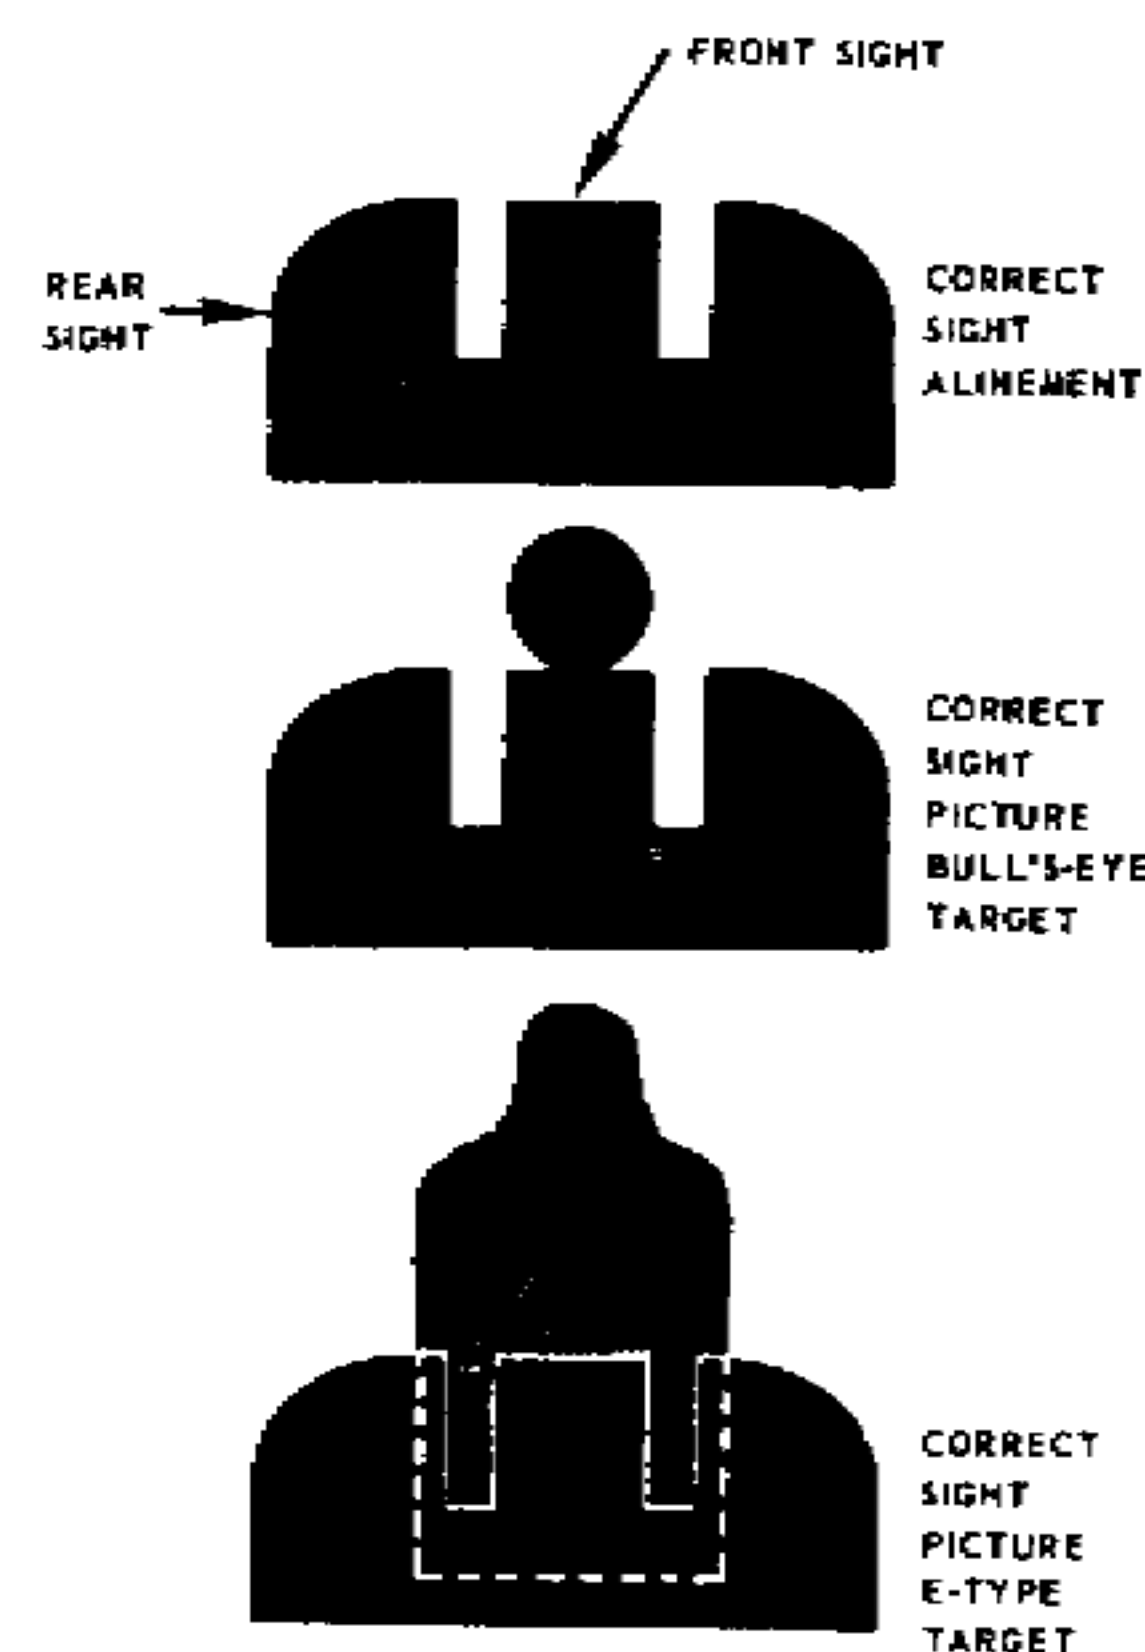 FRONT SIGHT
REAR
SIGHT
CORRECT
SIGHT
ALINEMENT
CORRECT
SIGHT
PICTURE
BULL'S-EYE
TARGET
CORRECT
SIGHT
PICTURE
E-TYPE
TARGET